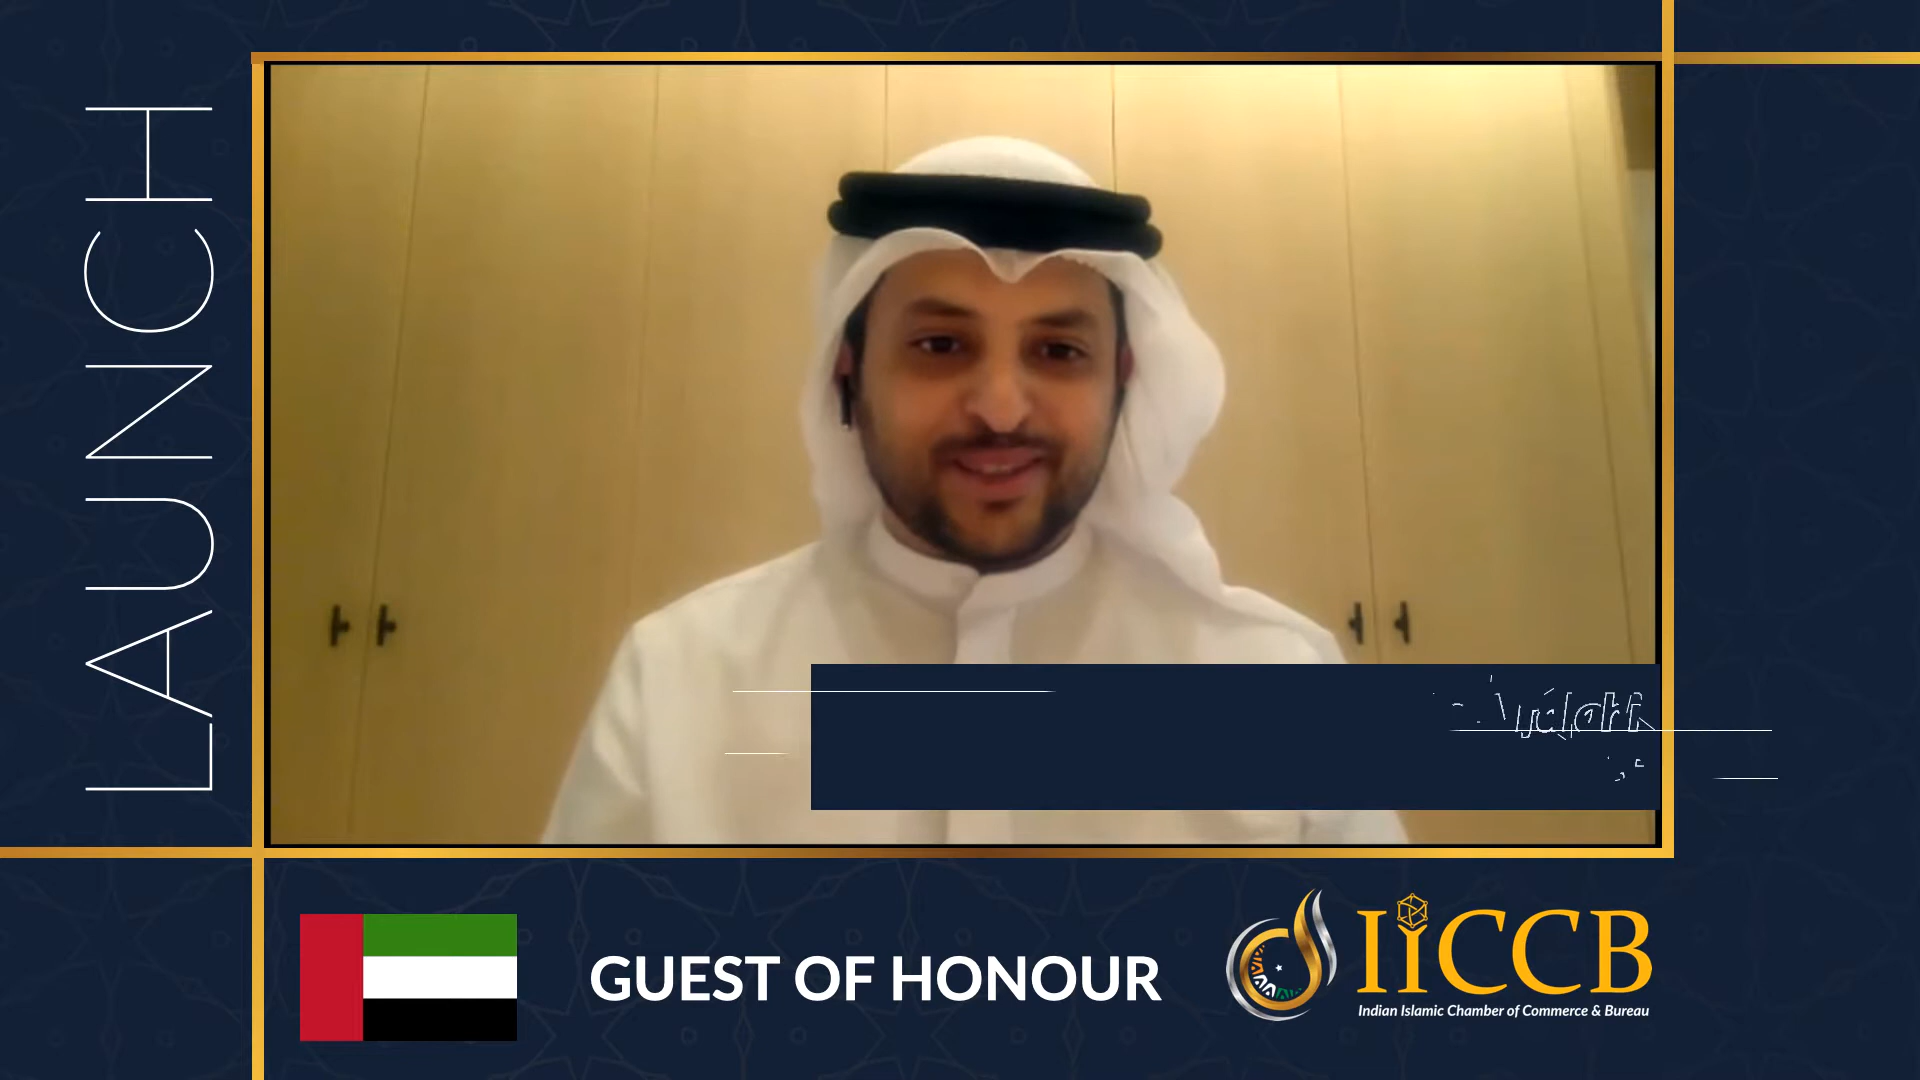 LAUNCH
GUEST OF HONOUR
IiCCB
Indian Islamic Chamber of Commerce & Bureau